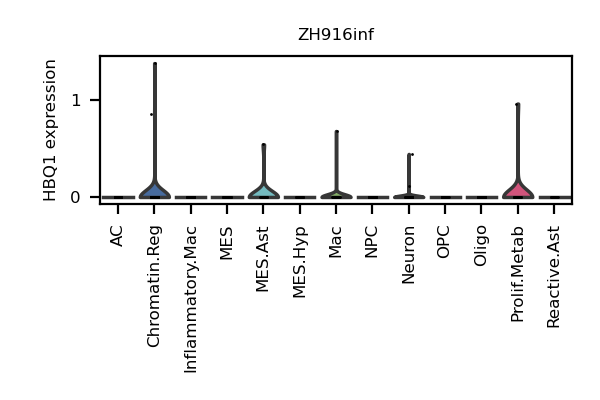 ZH916inf
HBQ1 expression
1
0
AC
Chromatin.Reg
Inflammatory.Mac
MES
MES.Ast
MES.Hyp
Mac
NPC
Neuron
OPC
Oligo
Prolif.Metab
Reactive.Ast